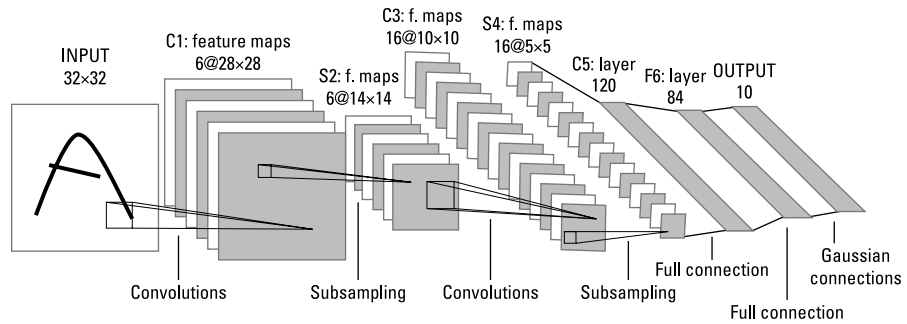 INPUT
32×32
C1: feature maps
6@28×28
S2: f. maps
6@14×14
C3: f. maps
16@10×10
S4: f. maps
16@5×5
C5: layer
120
F6: layer
84
OUTPUT
10
Convolutions
Subsampling
Convolutions
Subsampling
Full connection
Full connection
Gaussian
connections
A